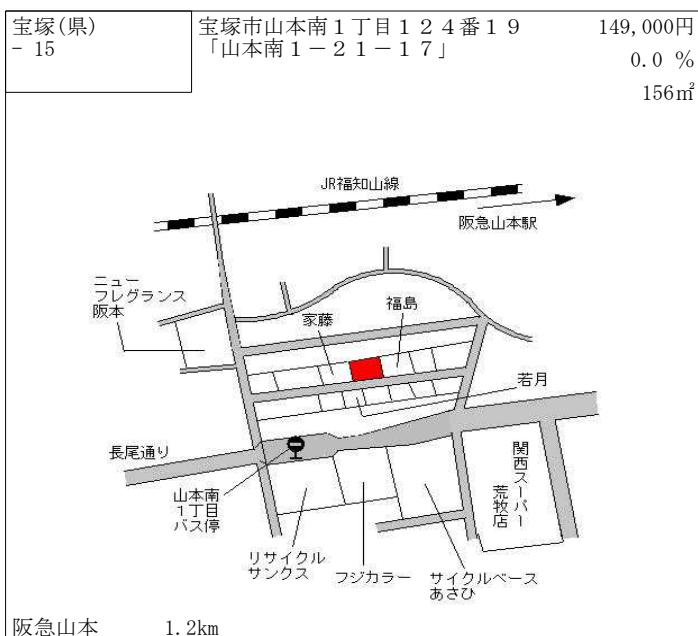 宝塚(県)
- 15
宝塚市山本南１丁目１２４番１９
「山本南１－２１－１７」
149,000円
0.0 %
156㎡
JR福知山線
阪急山本駅
ニュー
フレグランス
阪本
家藤
福島
若月
長尾通り
山本南
1丁目
バス停
関西スーパー
荒牧店
リサイクル
サンクス
フジカラー
サイクルベース
あさひ
阪急山本 1.2km